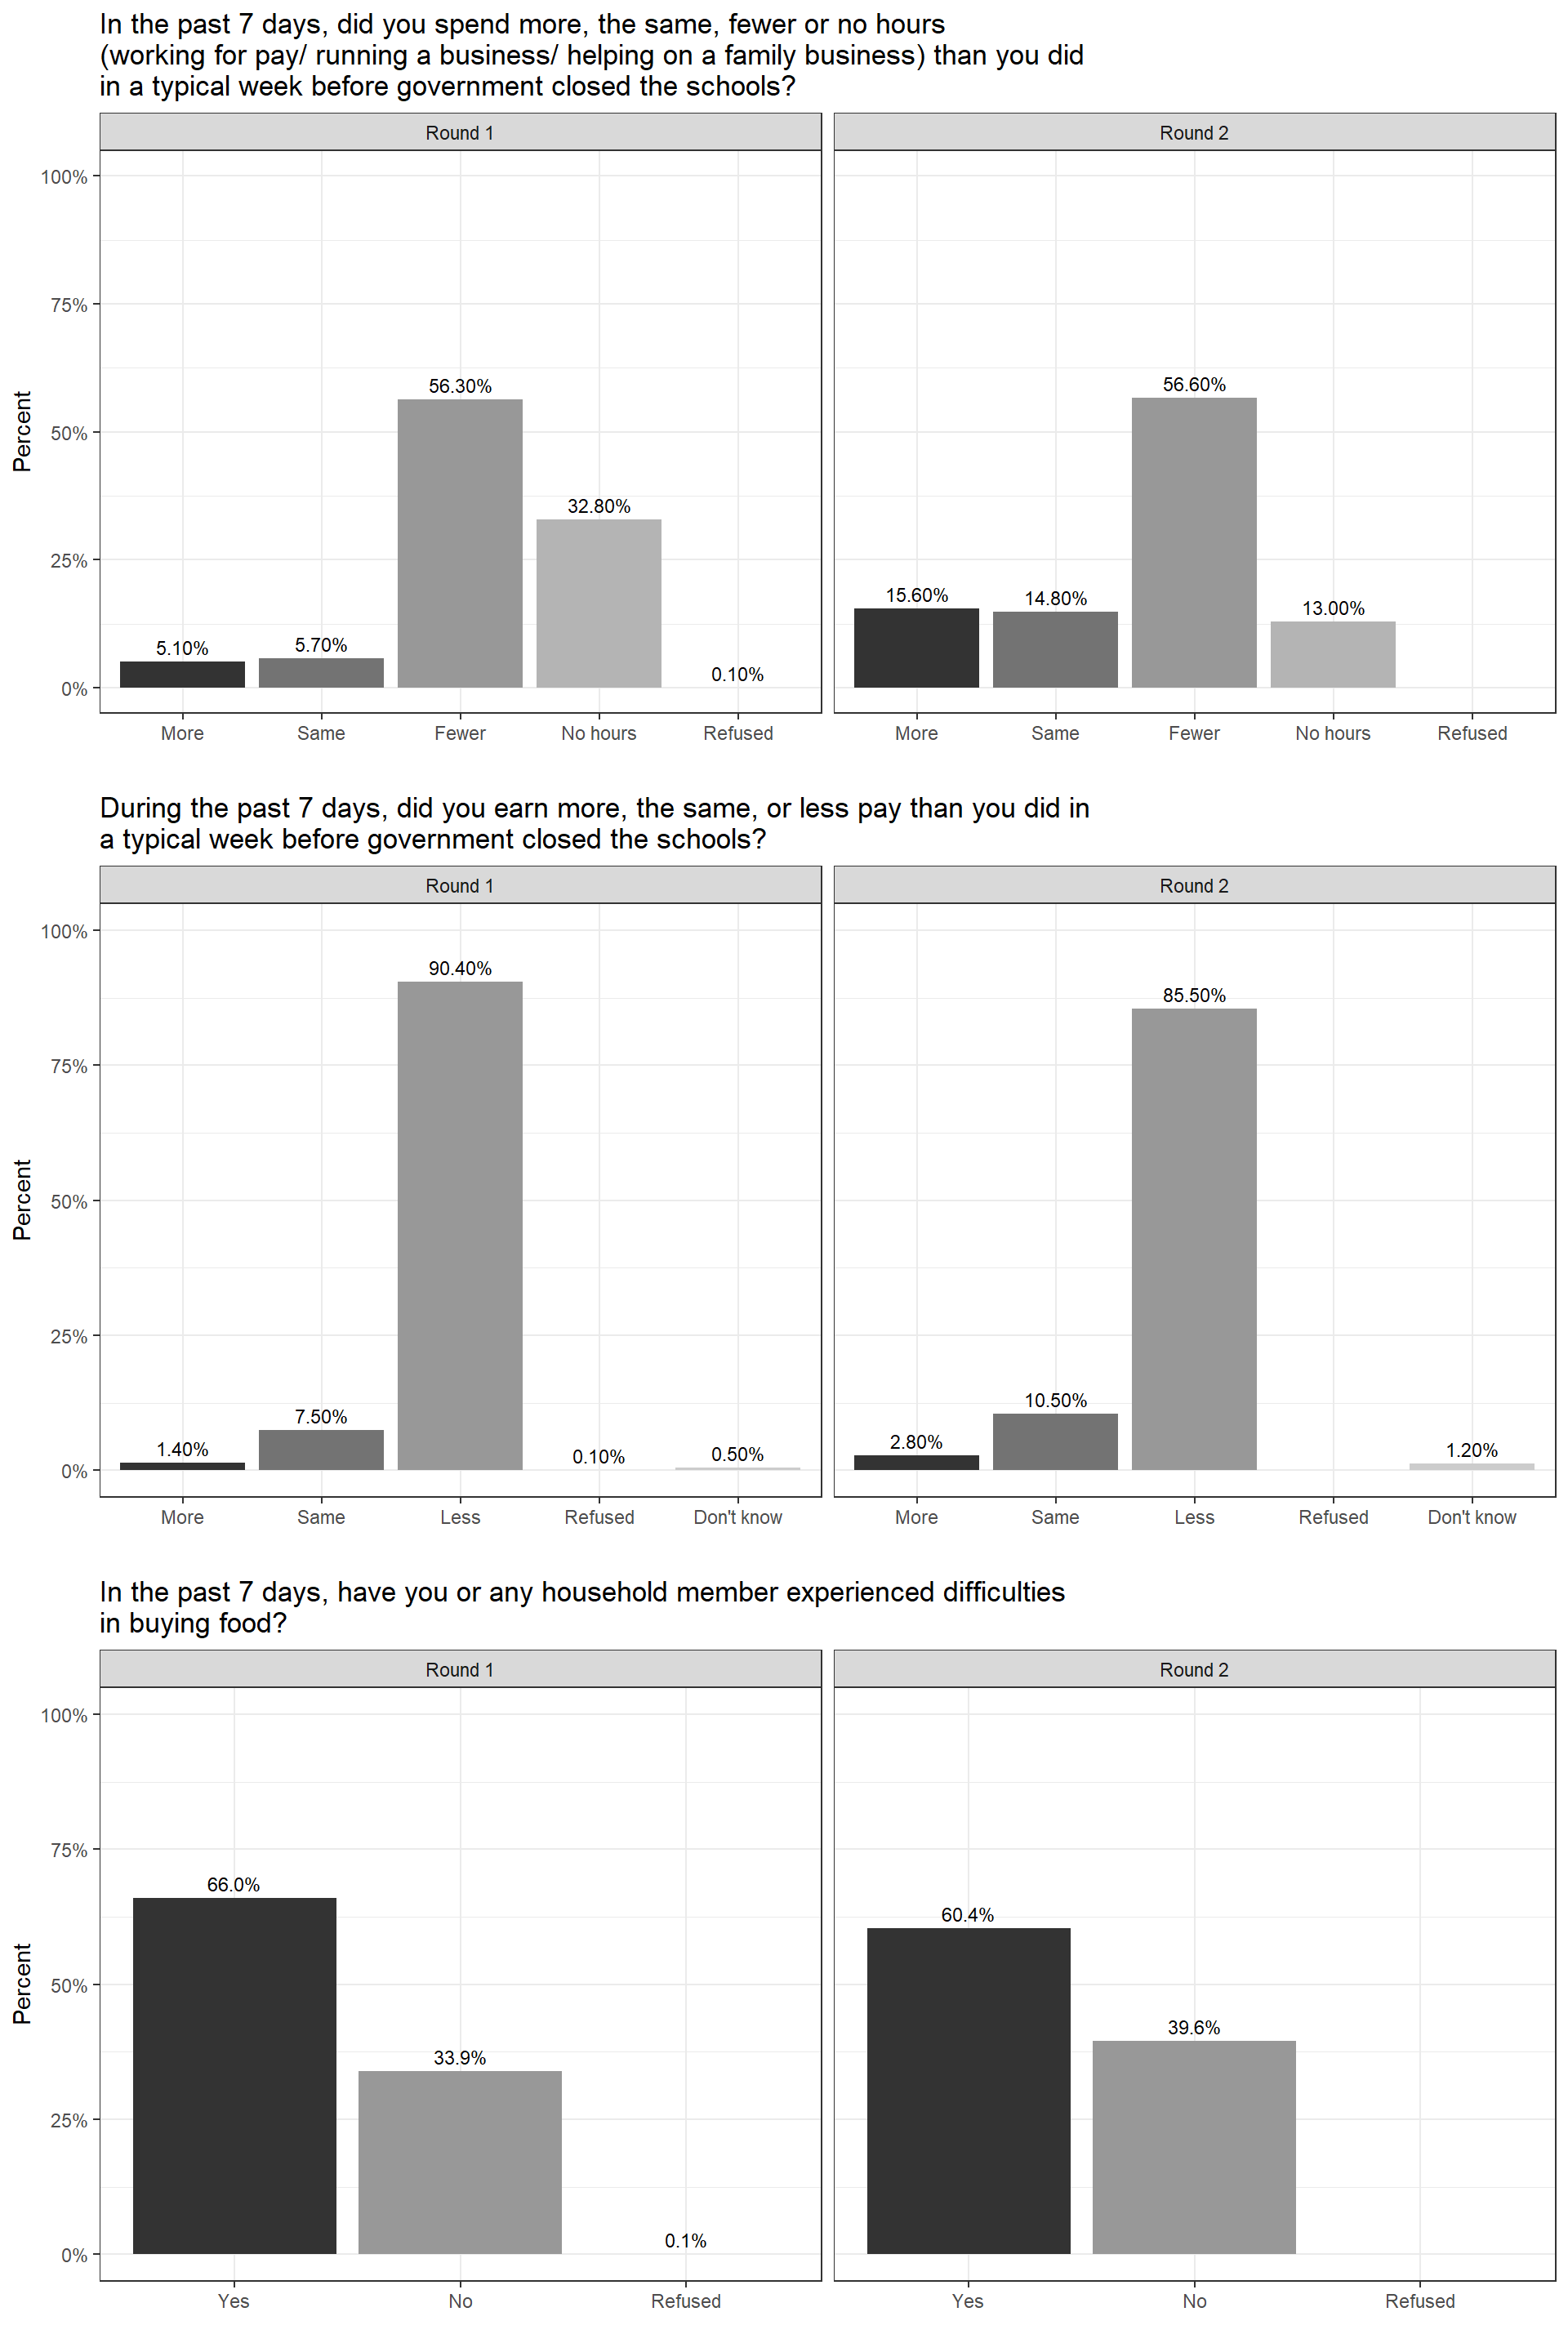 In the past 7 days, did you spend more, the same, fewer or no hours
(working for pay/ running a business/ helping on a family business) than you did
in a typical week before government closed the schools?
Round 1
Round 2
Percent
100%
75%
50%
25%
0%
5.10%
5.70%
56.30%
32.80%
0.10%
15.60%
14.80%
56.60%
13.00%
More
Same
Fewer
No hours
Refused
More
Same
Fewer
No hours
Refused
During the past 7 days, did you earn more, the same, or less pay than you did in
a typical week before government closed the schools?
Round 1
Round 2
Percent
100%
75%
50%
25%
0%
1.40%
7.50%
90.40%
0.10%
0.50%
2.80%
10.50%
85.50%
1.20%
More
Same
Less
Refused
Don't know
More
Same
Less
Refused
Don't know
In the past 7 days, have you or any household member experienced difficulties
in buying food?
Round 1
Round 2
Percent
100%
75%
50%
25%
0%
66.0%
33.9%
0.1%
60.4%
39.6%
Yes
No
Refused
Yes
No
Refused